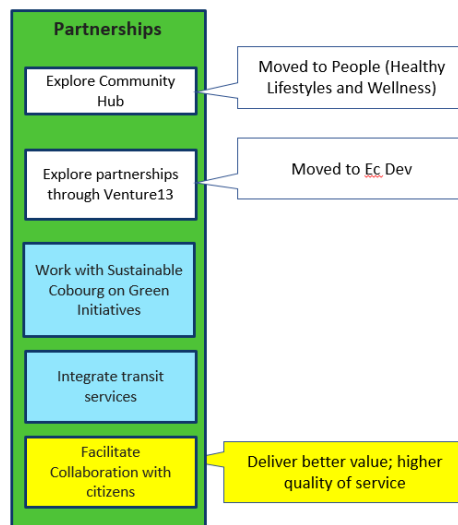 Partnerships
Explore Community
Hub
Moved to People (Healthy
Lifestyles and Wellness)
Explore partnerships
through Venture13
Moved to Ec Dev
Work with Sustainable
Cobourg on Green
Initiatives
Integrate transit
services
Facilitate
Collaboration with
citizens
Deliver better value; higher
quality of service